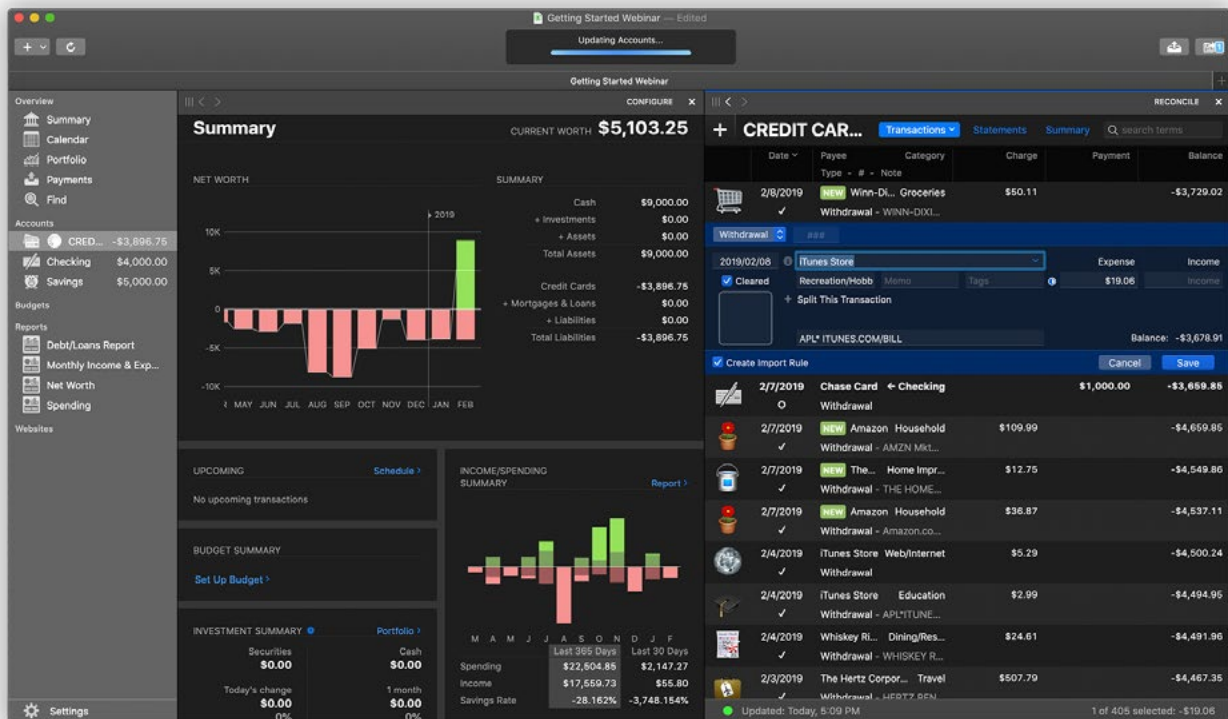 Getting Started Webinar — Edited
Updating Accounts...
Getting Started Webinar
Overview
Summary
Calendar
Portfolio
Payments
Find
Accounts
CRED... -$3,896.75
Checking $4,000.00
Savings $5,000.00
Budgets
Reports
Debt/Loans Report
Monthly Income & Exp...
Net Worth
Spending
Websites
Settings
CONFIGURE
Summary
CURRENT WORTH $5,103.25
NET WORTH
2019
10K
5K
0
-5K
-10K
MAY JUN JUL AUG SEP OCT NOV DEC JAN FEB
SUMMARY
Cash $9,000.00
+ Investments $0.00
+ Assets $0.00
Total Assets $9,000.00
Credit Cards -$3,896.75
+ Mortgages & Loans $0.00
+ Liabilities $0.00
Total Liabilities -$3,896.75
UPCOMING Schedule >
No upcoming transactions
BUDGET SUMMARY
Set Up Budget >
INVESTMENT SUMMARY Portfolio >
Securities Cash
$0.00 $0.00
Today's change 1 month
$0.00 $0.00
0% 0%
INCOME/SPENDING
SUMMARY Report >
M A M J J A S O N D J F
Last 365 Days Last 30 Days
Spending $22,504.85 $2,147.27
Income $17,559.73 $55.80
Savings Rate -28.162% -3,748.154%
RECONCILE
+ CREDIT CAR... Transactions Statements Summary search terms
Date Payee Category Charge Payment Balance
Type - # - Note
2/8/2019 NEW Winn-Di... Groceries $50.11 -$3,729.02
Withdrawal - WINN-DIXI...
Withdrawal ###
2019/02/08 iTunes Store Expense Income
Cleared Recreation/Hobb Memo Tags $19.06 Income
+ Split This Transaction
APL* ITUNES.COM/BILL Balance: -$3,678.91
Create Import Rule Cancel Save
2/7/2019 Chase Card ← Checking $1,000.00 -$3,659.85
Withdrawal
2/7/2019 NEW Amazon Household $109.99 -$4,659.85
Withdrawal - AMZN Mkt...
2/7/2019 NEW The... Home Impr... $12.75 -$4,549.86
Withdrawal - THE HOME...
2/7/2019 NEW Amazon Household $36.87 -$4,537.11
Withdrawal - Amazon.co...
2/4/2019 iTunes Store Web/Internet $5.29 -$4,500.24
Withdrawal
2/4/2019 iTunes Store Education $2.99 -$4,494.95
Withdrawal - APL*ITUNE...
2/4/2019 Whiskey Ri... Dining/Res... $24.61 -$4,491.96
Withdrawal - WHISKEY R...
2/3/2019 The Hertz Corpor... Travel $507.79 -$4,467.35
Withdrawal - HERTZ REN
Updated: Today, 5:09 PM 1 of 405 selected: -$19.06